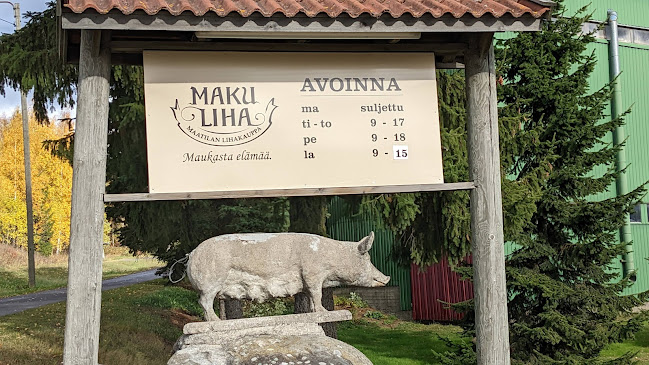 MAKU
LIHA
MAATILAN LIHAKAUPPA
Maukasta elämää.
AVOINNA
ma suljettu
ti - to 9 - 17
pe 9 - 18
la 9 - 15